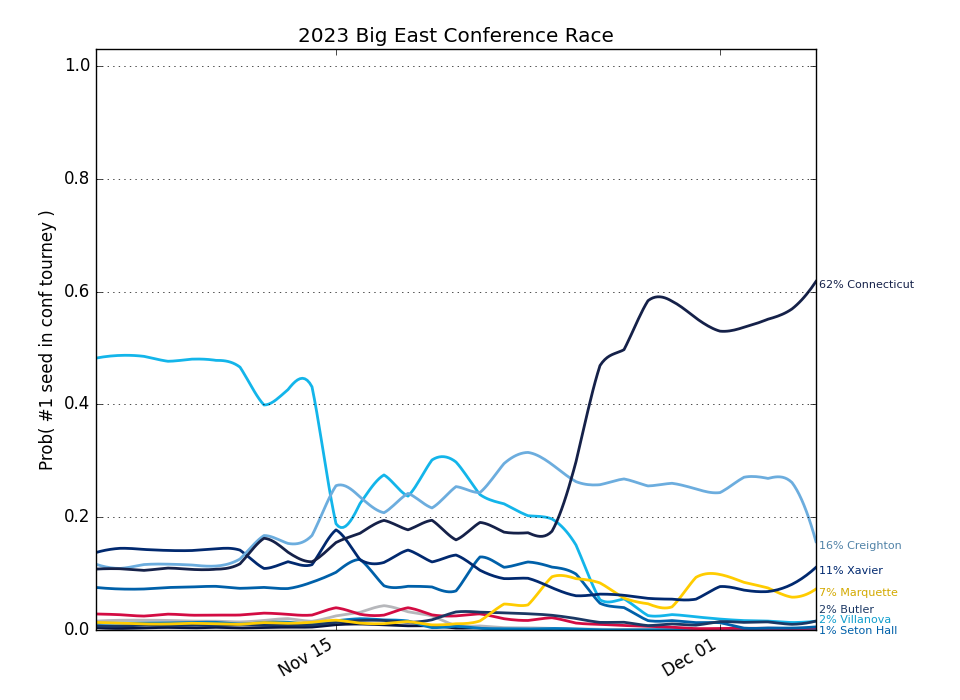 2023 Big East Conference Race
Prob( #1 seed in conf tourney )
1.0
0.8
0.6
0.4
0.2
0.0
Nov 15
Dec 01
62% Connecticut
16% Creighton
11% Xavier
7% Marquette
2% Butler
2% Villanova
1% Seton Hall